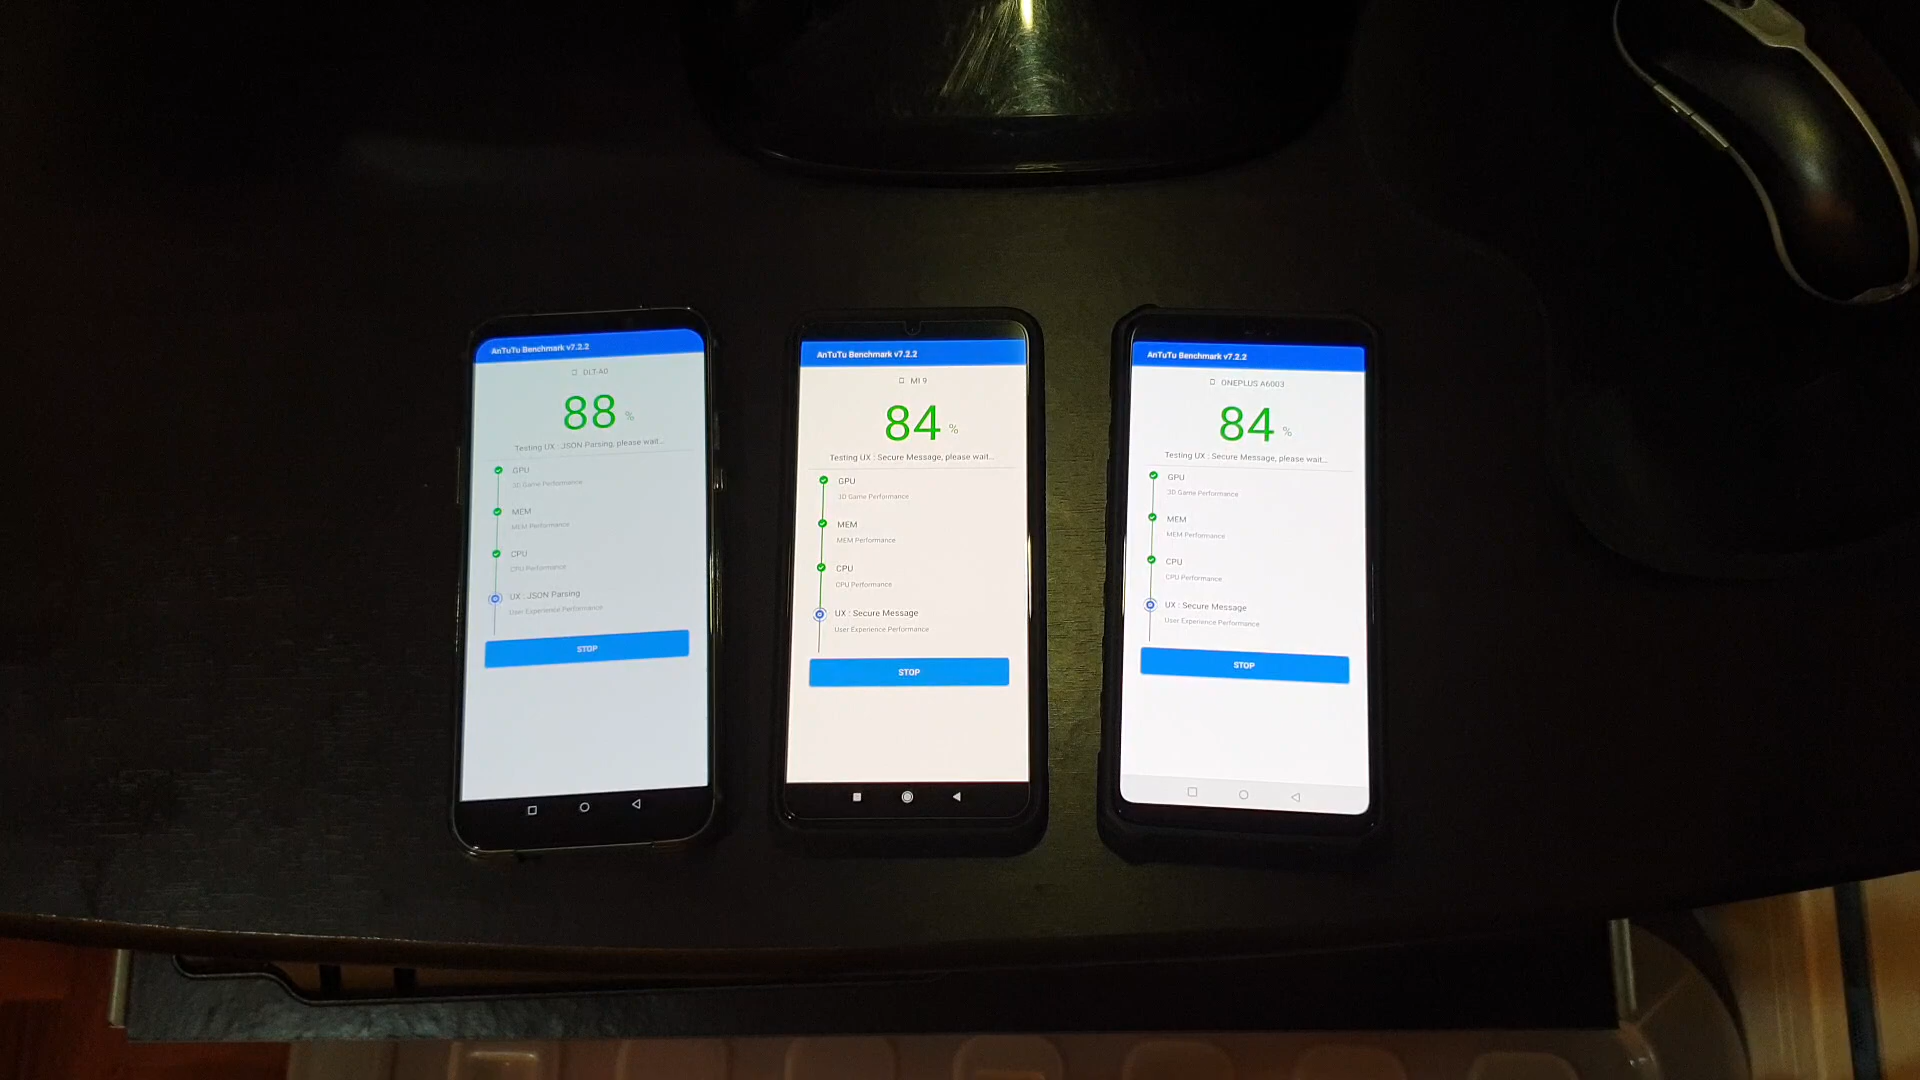 AnTuTu Benchmark v7.2.2
DLT-A0
88 %
Testing UX : JSON Parsing, please wait...
GPU
3D Game Performance
MEM
MEM Performance
CPU
CPU Performance
UX : JSON Parsing
User Experience Performance
STOP
AnTuTu Benchmark v7.2.2
MI 9
84 %
Testing UX : Secure Message, please wait...
GPU
3D Game Performance
MEM
MEM Performance
CPU
CPU Performance
UX : Secure Message
User Experience Performance
STOP
AnTuTu Benchmark v7.2.2
ONEPLUS A6003
84 %
Testing UX : Secure Message, please wait...
GPU
3D Game Performance
MEM
MEM Performance
CPU
CPU Performance
UX : Secure Message
User Experience Performance
STOP